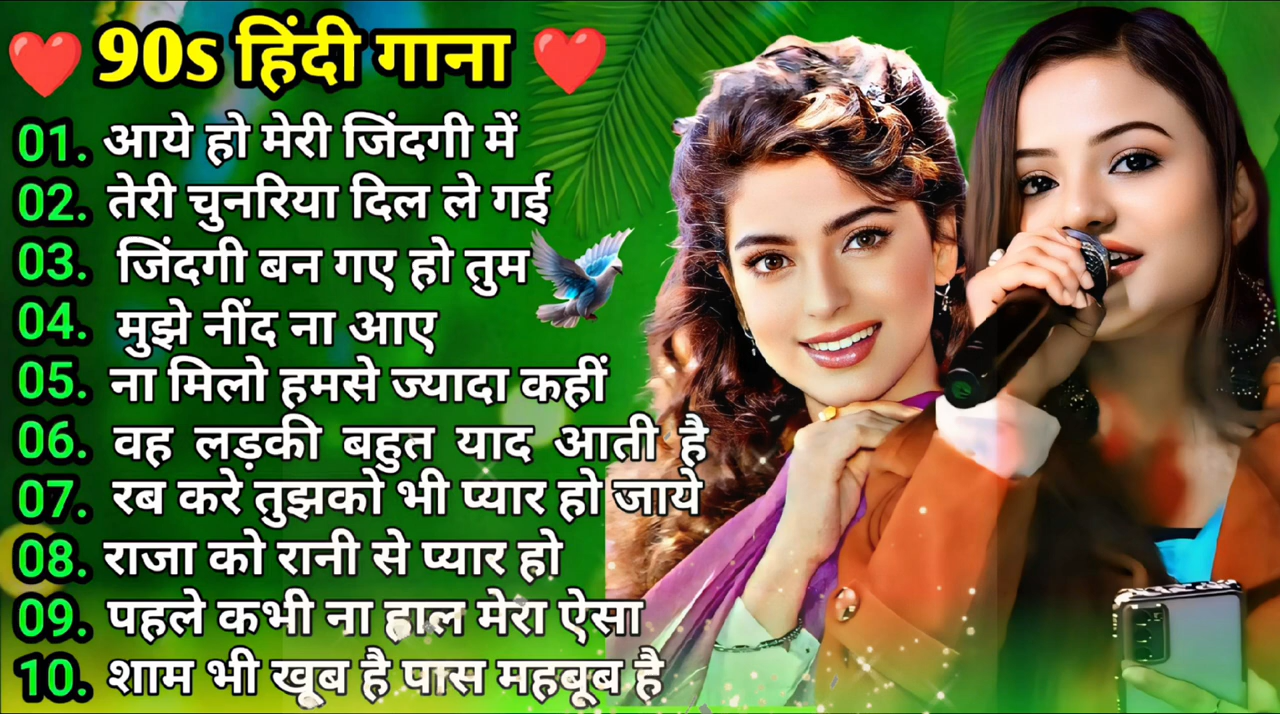 90s हिंदी गाना
01. आये हो मेरी जिंदगी में
02. तेरी चुनरिया दिल ले गई
03. जिंदगी बन गए हो तुम
04. मुझे नींद ना आए
05. ना मिलो हमसे ज्यादा कहीं
06. वह लड़की बहुत याद आती है
07. रब करे तुझको भी प्यार हो जाये
08. राजा को रानी से प्यार हो
09. पहले कभी ना हाल मेरा ऐसा
10. शाम भी खूब है पास महबूब है